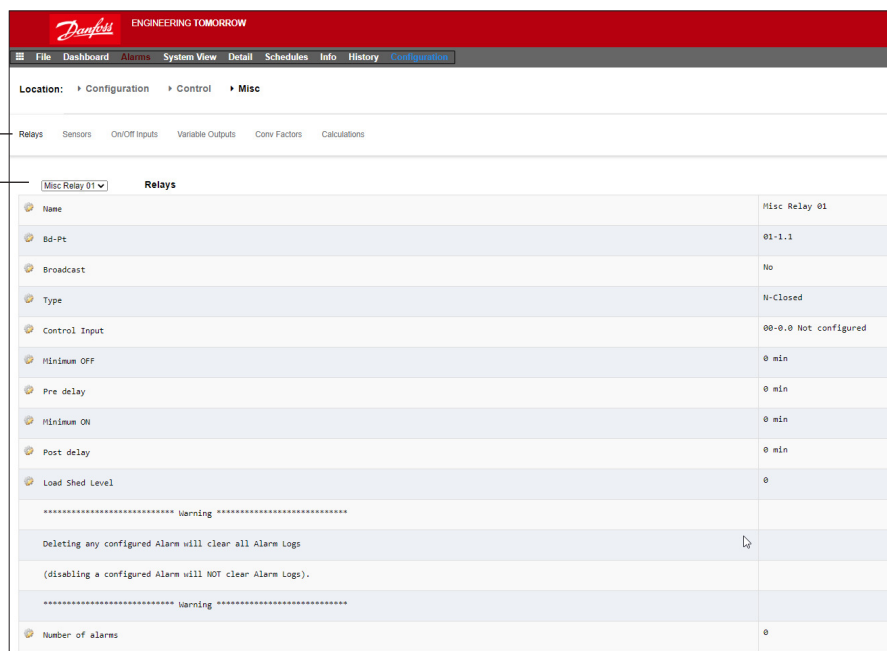 Danfoss ENGINEERING TOMORROW
File Dashboard Alarms System View Detail Schedules Info History Configuration
Location: Configuration Control Misc
Relays Sensors On/Off Inputs Variable Outputs Conv Factors Calculations
Misc Relay 01 Relays
Name Misc Relay 01
Bd-Pt 01-1.1
Broadcast No
Type N-Closed
Control Input 00-0.0 Not configured
Minimum OFF 0 min
Pre delay 0 min
Minimum ON 0 min
Post delay 0 min
Load Shed Level 0
*************************** Warning ***************************
Deleting any configured Alarm will clear all Alarm Logs
(disabling a configured Alarm will NOT clear Alarm Logs).
*************************** Warning ***************************
Number of alarms 0